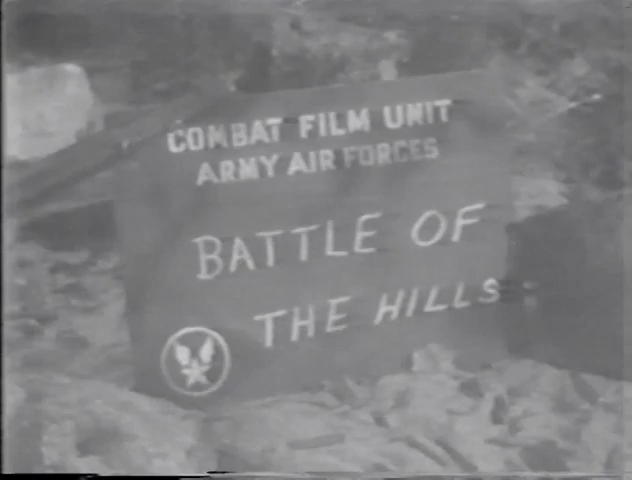 COMBAT FILM UNIT
ARMY AIR FORCES
BATTLE OF
THE HILLS